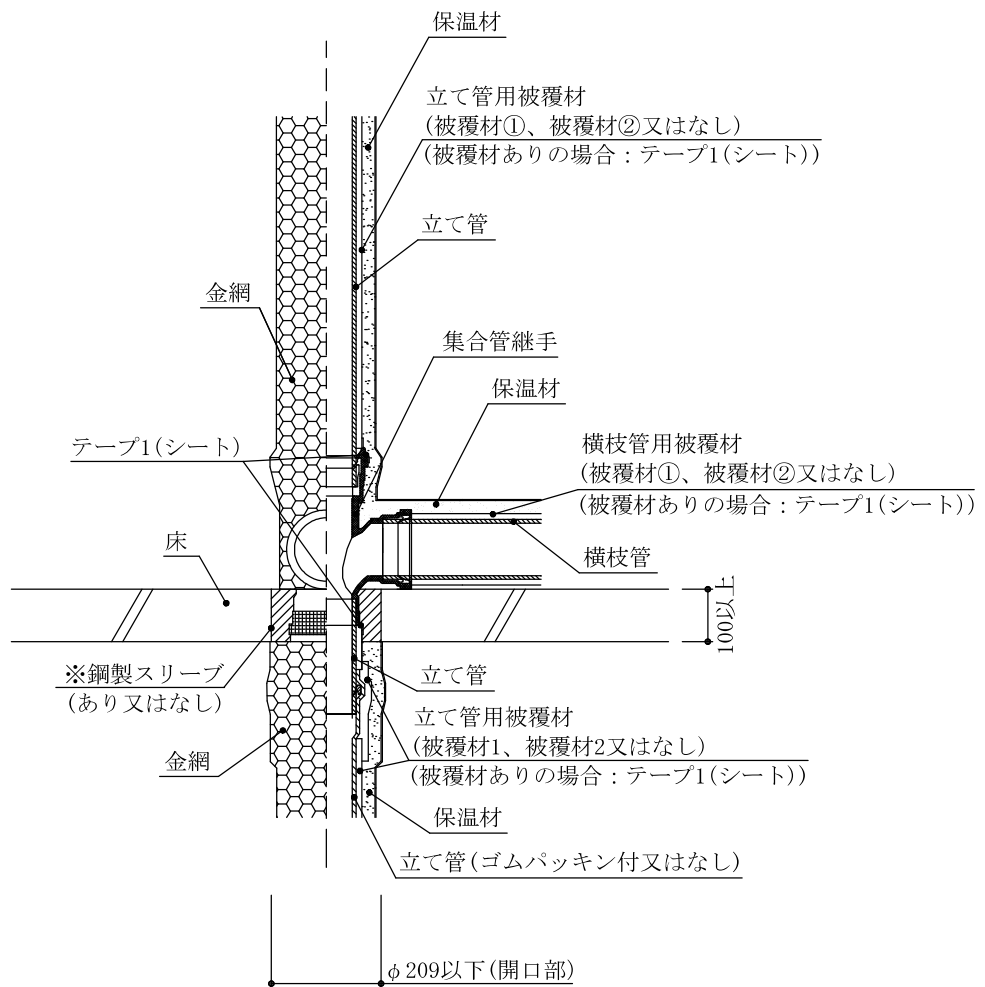 保温材
立て管用被覆材
(被覆材①、被覆材②又はなし)
(被覆材ありの場合：テープ1(シート))
立て管
金網
集合管継手
保温材
テープ1(シート)
横枝管用被覆材
(被覆材①、被覆材②又はなし)
(被覆材ありの場合：テープ1(シート))
床
横枝管
100以上
※鋼製スリーブ
(あり又はなし)
立て管
立て管用被覆材
(被覆材1、被覆材2又はなし)
(被覆材ありの場合：テープ1(シート))
金網
保温材
立て管(ゴムパッキン付又はなし)
φ209以下(開口部)